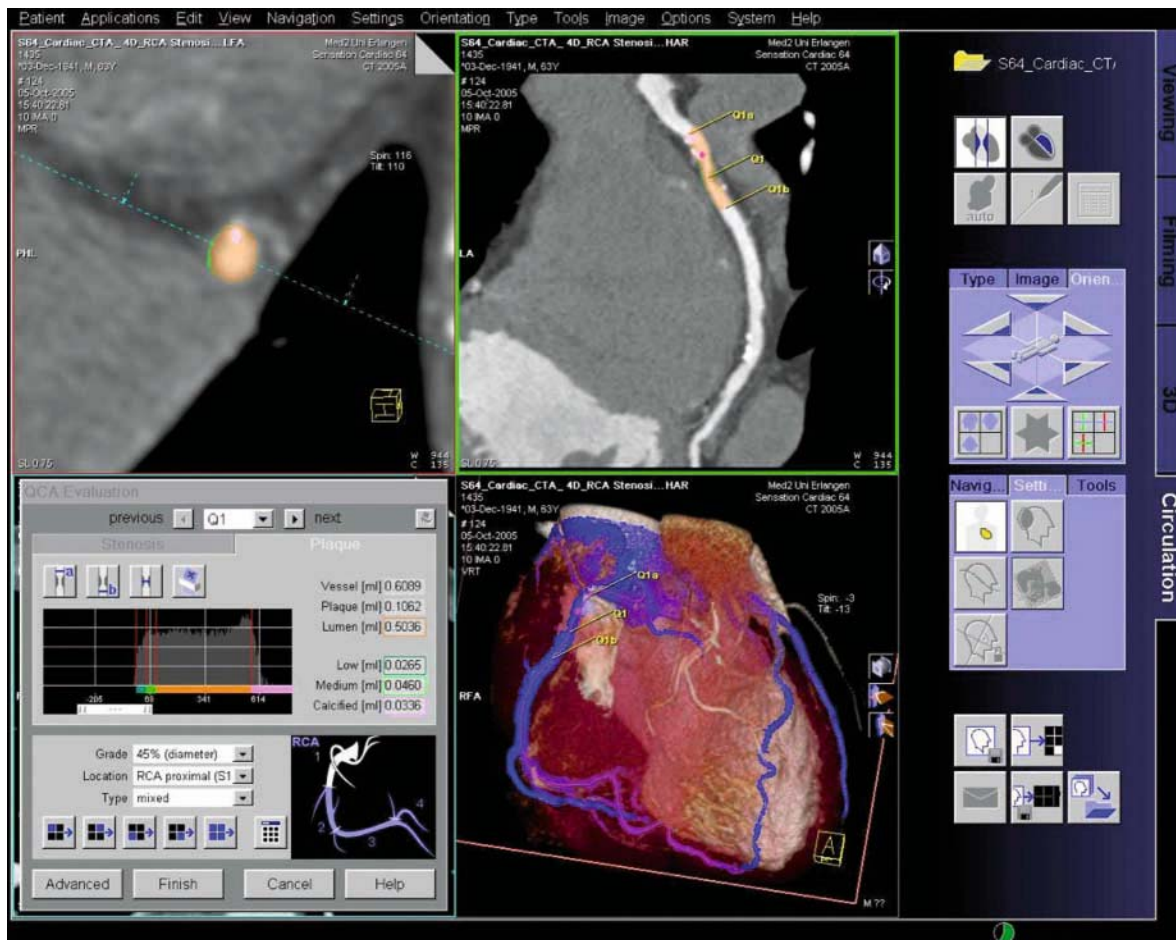 Patient Applications Edit View Navigation Settings Orientation Type Tools Image Options System Help
S64_Cardiac_CTA_ 4D_RCA Stenosi...LFA
1435
*03-Dec-1941, M, 63Y
# 124
05-Oct-2005
15:40:22.81
10 IMA 0
MPR
Med2 Uni Erlangen
Sensation Cardiac 64
CT 2005A
Spin: 116
Tilt: 110
PHL
H
SL 0.75
W 944
C 135
S64_Cardiac_CTA_ 4D_RCA Stenosi...HAR
1435
*03-Dec-1941, M, 63Y
# 124
05-Oct-2005
15:40:22.81
10 IMA 0
MPR
Med2 Uni Erlangen
Sensation Cardiac 64
CT 2005A
Q1a
Q1
Q1b
LA
SL 0.75
W 944
C 135
QCA Evaluation
previous Q1 next
Stenosis Plaque
a
b
Vessel [ml] 0.6089
Plaque [ml] 0.1062
Lumen [ml] 0.5036
Low [ml] 0.0265
Medium [ml] 0.0460
Calcified [ml] 0.0336
-205 68 341 614
Grade 45% (diameter)
Location RCA proximal (S1
Type mixed
RCA
1
2
3
4
Advanced Finish Cancel Help
S64_Cardiac_CTA_ 4D_RCA Stenosi...HAR
1435
*03-Dec-1941, M, 63Y
# 124
05-Oct-2005
15:40:22.81
10 IMA 0
VRT
Med2 Uni Erlangen
Sensation Cardiac 64
CT 2005A
Q1a
Q1
Q1b
Spin: -3
Tilt: -13
RFA
A
M ??
S64_Cardiac_CT/
auto
Type Image Orien...
Navig... Setti... Tools
Viewing
Filming
3D
Circulation